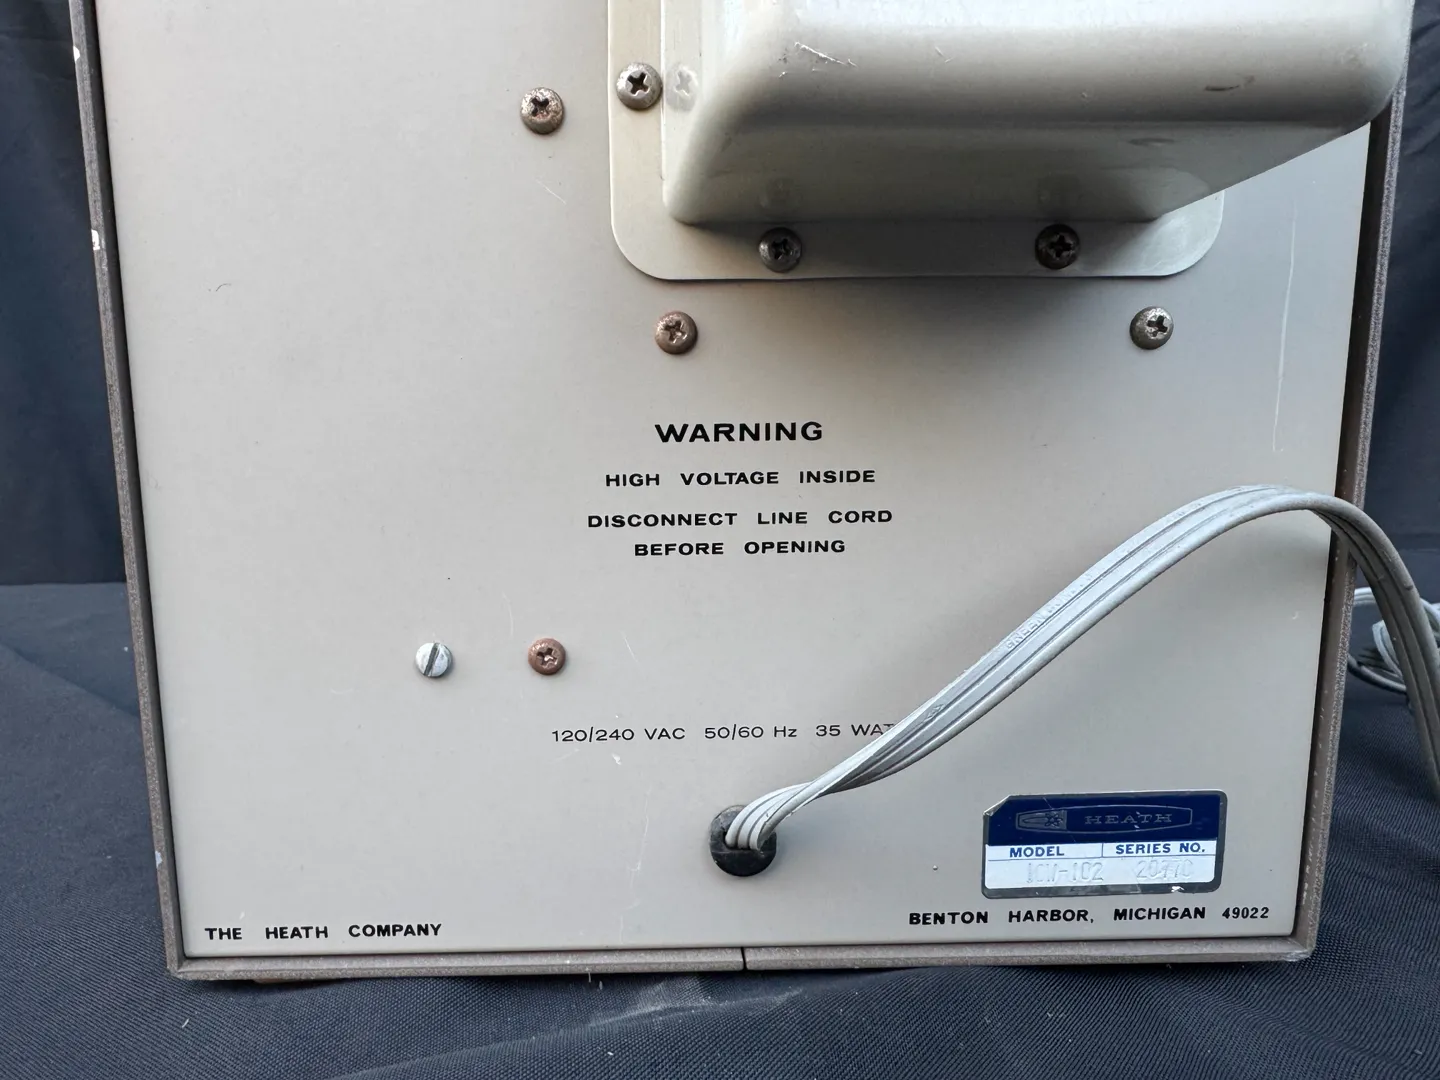 WARNING
HIGH VOLTAGE INSIDE
DISCONNECT LINE CORD
BEFORE OPENING
120/240 VAC 50/60 Hz 35
HEATH
MODEL SERIES NO.
THE HEATH COMPANY
BENTON HARBOR, MICHIGAN 49022